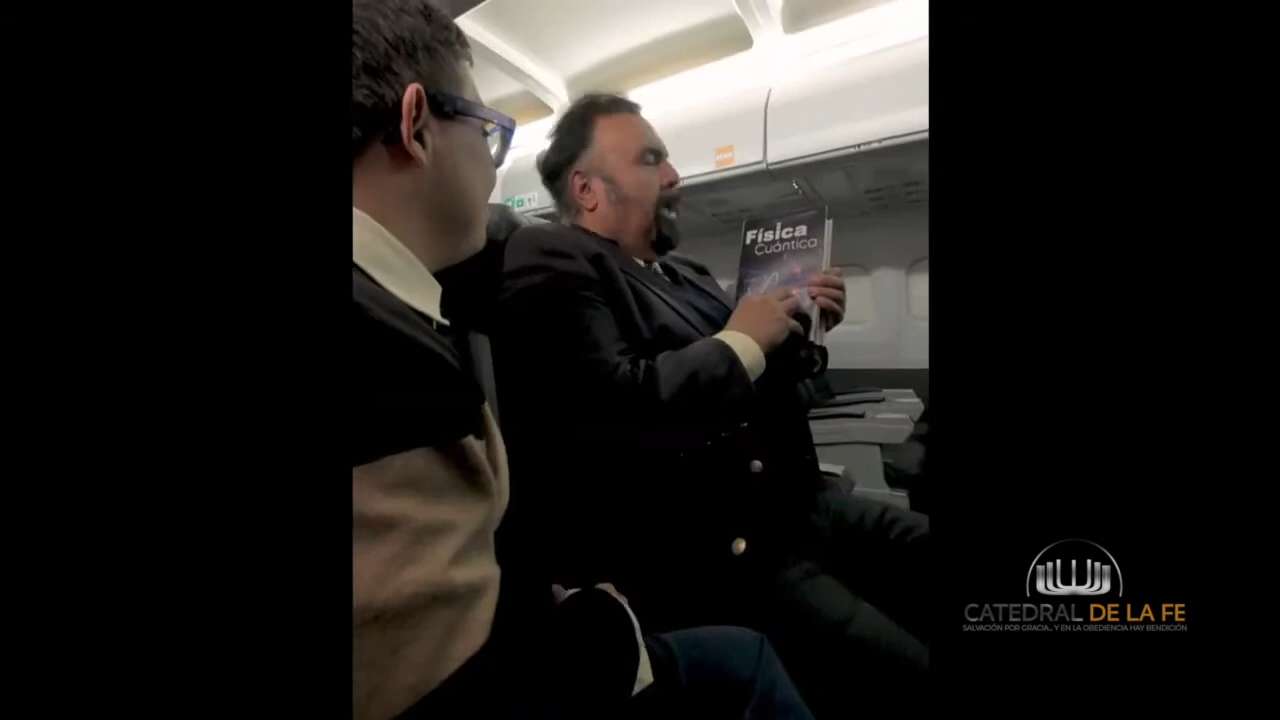 Física
Cuántica
CATEDRAL DE LA FE
SALVACIÓN POR GRACIA.. Y EN LA OBEDIENCIA HAY BENDICIÓN